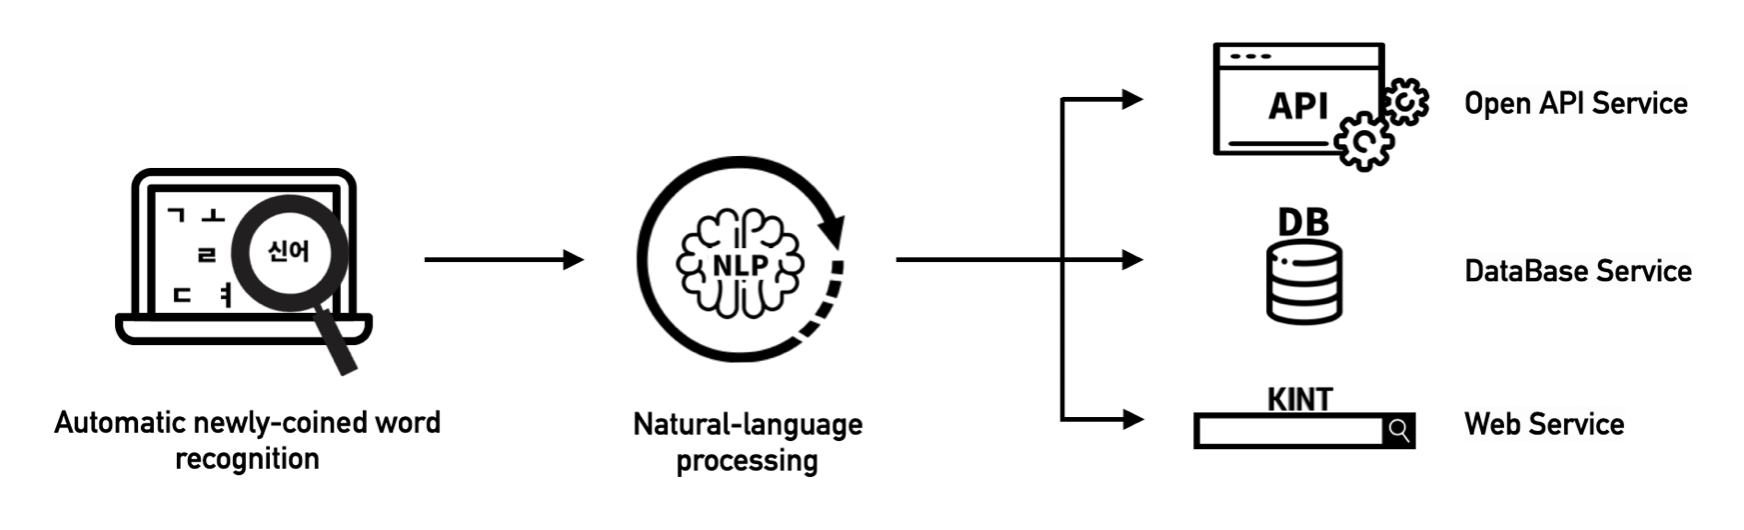 ㄱ ㅗ
ㄹ
ㄷ ㅕ
신어
Automatic newly-coined word
recognition
NLP
Natural-language
processing
API
Open API Service
DB
DataBase Service
KINT
Web Service